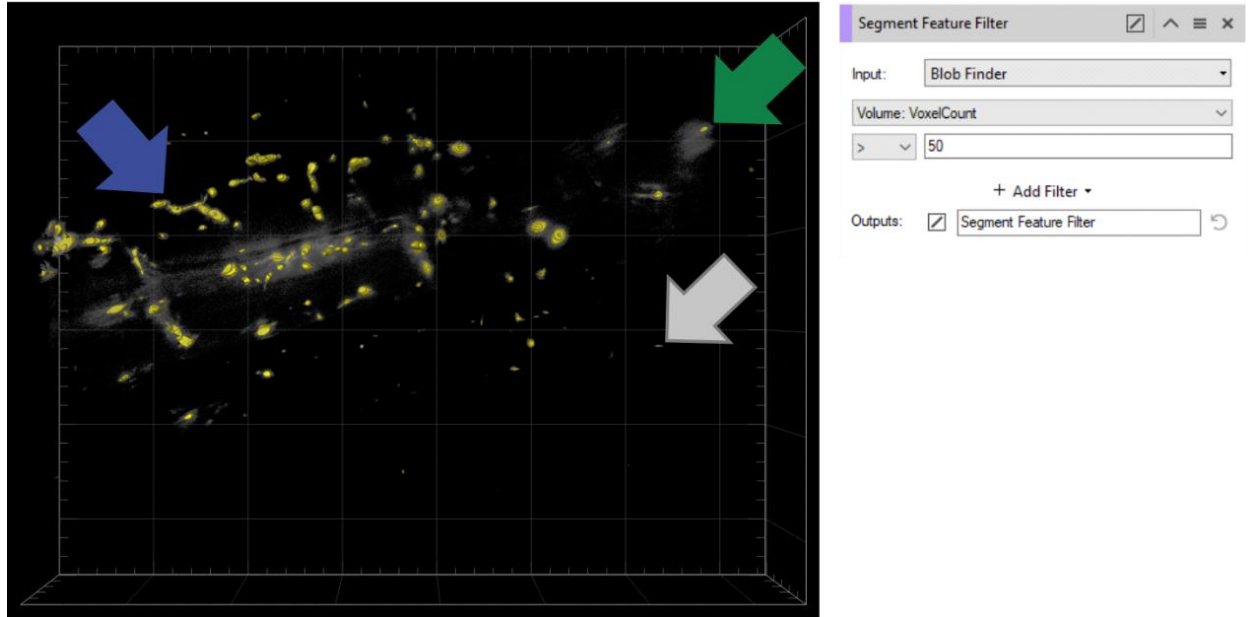 Segment Feature Filter
Input: Blob Finder
Volume: VoxelCount
> 50
+ Add Filter
Outputs: Segment Feature Filter